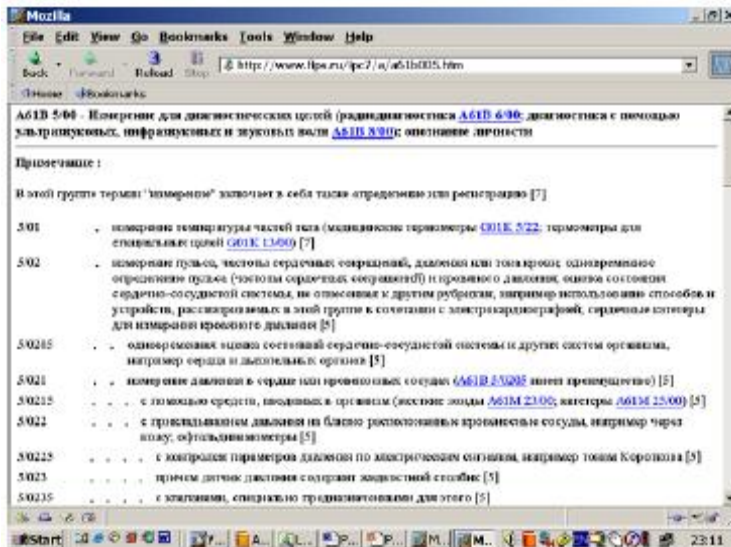 Mozilla
File Edit View Go Bookmarks Tools Window Help
Back Forward Reload Stop http://www.fips.ru/ipc7/a/a61b005.htm
Home Bookmarks
A61B 5/00 - Измерение для диагностических целей (радиодиагностика A61B 6/00; диагностика с помощью
ультразвуковых, инфразвуковых и звуковых волн A61B 8/00); опознание личности
Примечание :
В этой группе термин "измерение" включает в себя также определение или регистрацию [7]
5/01 . измерение температуры частей тела (медицинские термометры G01K 5/22; термометры для
специальных целей G01K 13/00) [7]
5/02 . измерение пульса, частоты сердечных сокращений, давления или тока крови; одновременное
определение пульса (частоты сердечных сокращений) и кровяного давления; оценка состояния
сердечно-сосудистой системы, не отнесенная к другим рубрикам, например использование способов и
устройств, рассматриваемых в этой группе в сочетании с электрокардиографией; сердечные катетеры
для измерения кровяного давления [5]
5/0205 . . одновременная оценка состояний сердечно-сосудистой системы и других систем организма,
например сердца и дыхательных органов [5]
5/021 . . измерение давления в сердце или кровеносных сосудах (A61B 5/0205 имеет преимущество) [5]
5/0215 . . . с помощью средств, вводимых в организм (жесткие зонды A61M 23/00; катетеры A61M 25/00) [5]
5/022 . . . с прикладыванием давления на близко расположенные кровеносные сосуды, например через
кожу; офтальмодинамометры [5]
5/0225 . . . . с контролем параметров давления по электрическим сигналам, например тонам Короткова [5]
5/023 . . . . причем датчик давления содержит жидкостной столбик [5]
5/0235 . . . . с клапанами, специально предназначенными для этого [5]
Start Y... A... Q... P... P... M... M... 23:11